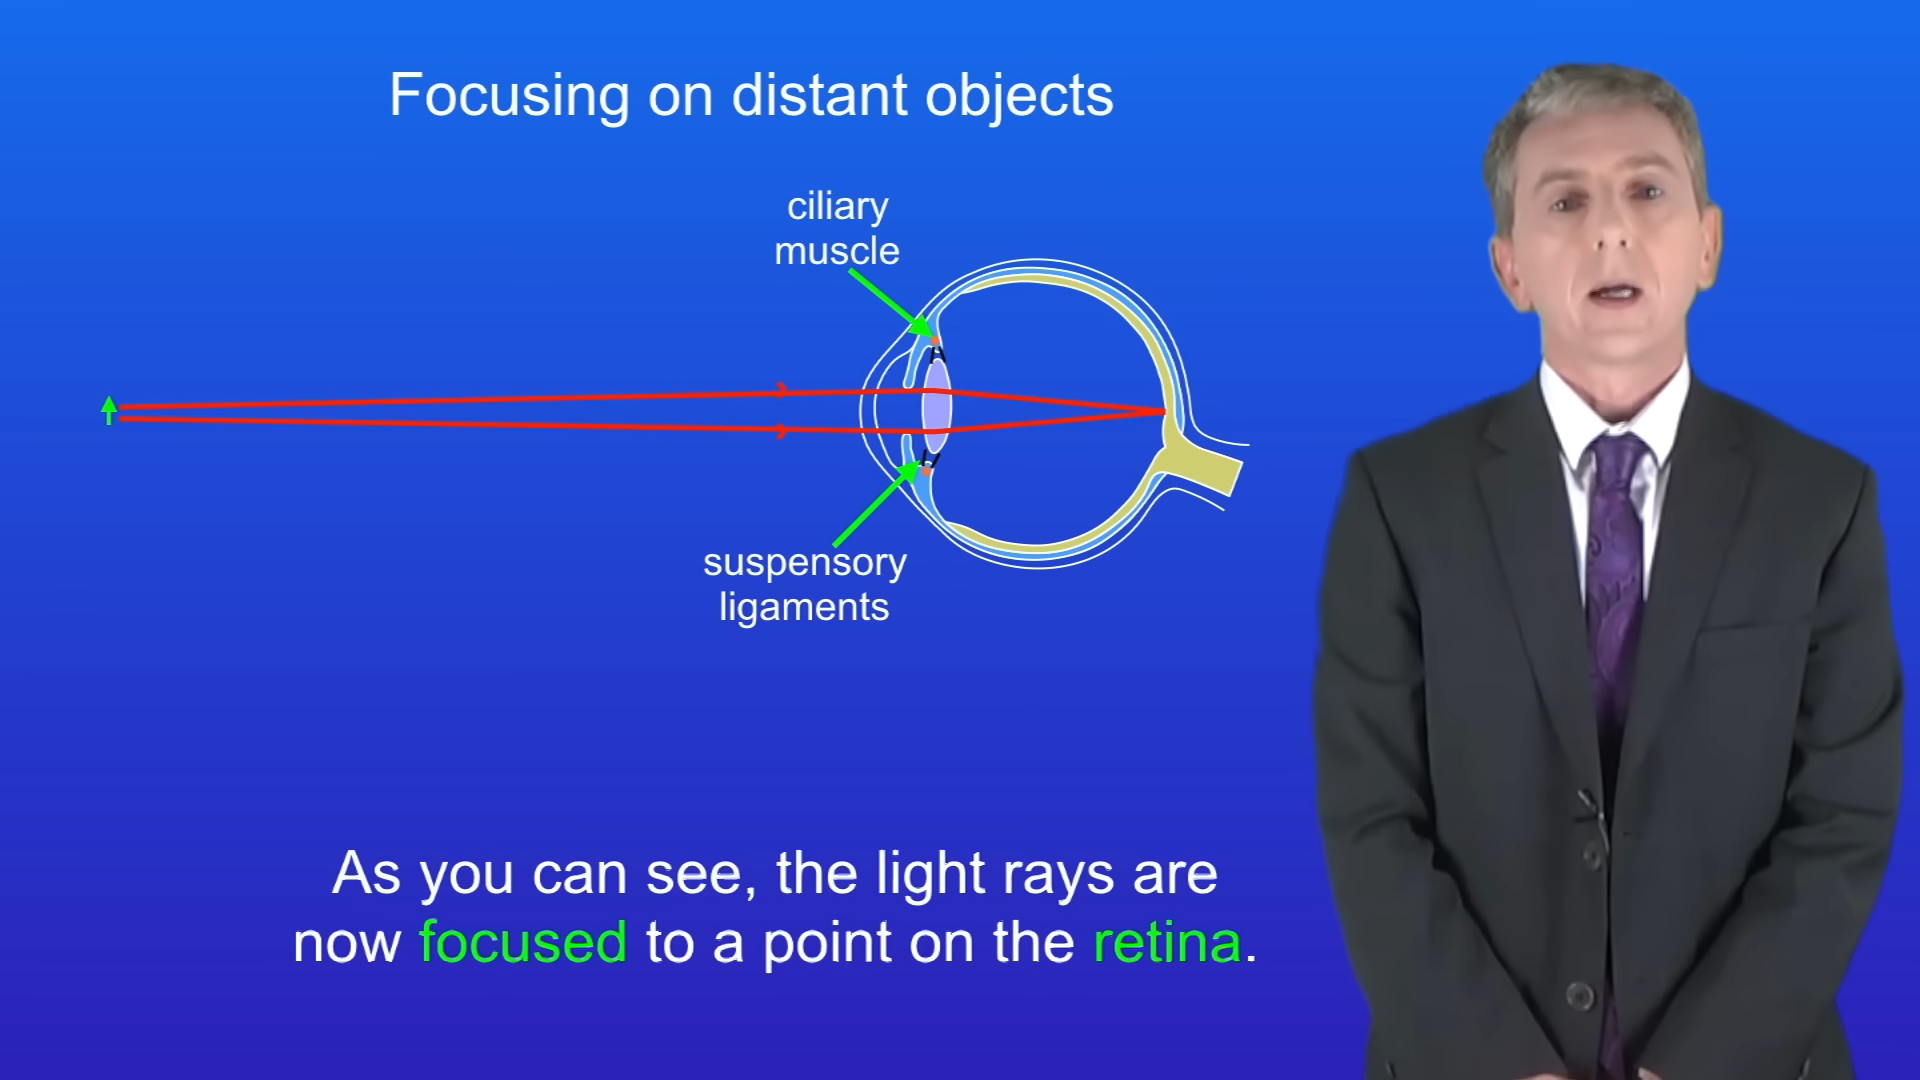 Focusing on distant objects
ciliary
muscle
suspensory
ligaments
As you can see, the light rays are
now focused to a point on the retina.